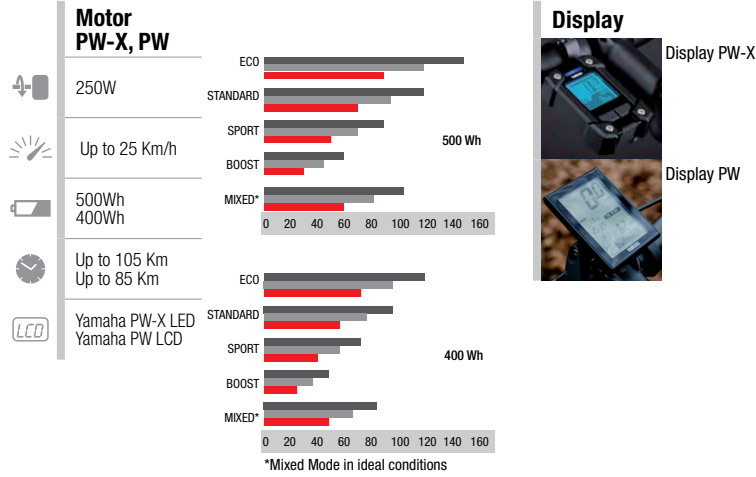 Motor
PW-X, PW
250W
Up to 25 Km/h
500Wh
400Wh
Up to 105 Km
Up to 85 Km
LCD
Yamaha PW-X LED
Yamaha PW LCD
ECO
STANDARD
SPORT
BOOST
MIXED*
500 Wh
0 20 40 60 80 100 120 140 160
ECO
STANDARD
SPORT
BOOST
MIXED*
400 Wh
0 20 40 60 80 100 120 140 160
*Mixed Mode in ideal conditions
Display
Display PW-X
Display PW
YAMAHA